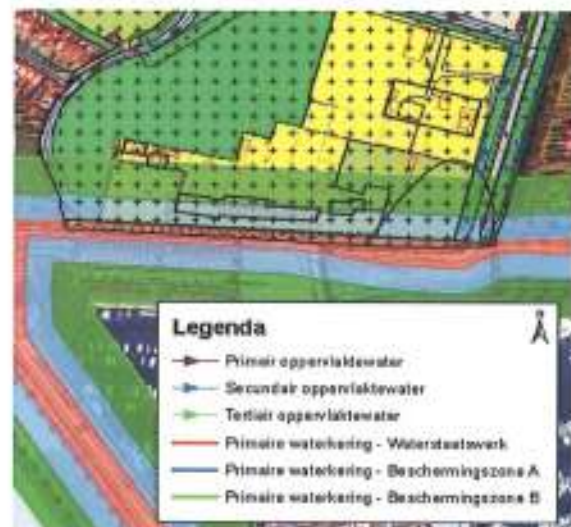 Legenda
Primair oppervlaktewater
Secundair oppervlaktewater
Tertiair oppervlaktewater
Primaire waterkering - Waterstaatswerk
Primaire waterkering - Beschermingszone A
Primaire waterkering - Beschermingszone B